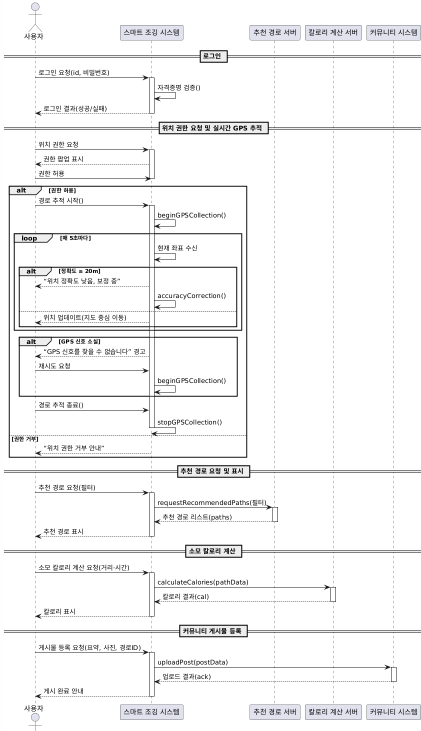 사용자
스마트 조깅 시스템
추천 경로 서버
칼로리 계산 서버
커뮤니티 시스템
로그인
로그인 요청(id, 비밀번호)
자격증명 검증()
로그인 결과(성공/실패)
위치 권한 요청 및 실시간 GPS 추적
위치 권한 요청
권한 팝업 표시
권한 허용
alt [권한 허용]
경로 추적 시작()
beginGPSCollection()
loop [매 5초마다]
현재 좌표 수신
alt [정확도 ≥ 20m]
"위치 정확도 낮음, 보정 중"
accuracyCorrection()
위치 업데이트(지도 중심 이동)
alt [GPS 신호 소실]
"GPS 신호를 찾을 수 없습니다" 경고
재시도 요청
beginGPSCollection()
경로 추적 종료()
stopGPSCollection()
[권한 거부]
"위치 권한 거부 안내"
추천 경로 요청 및 표시
추천 경로 요청(필터)
requestRecommendedPaths(필터)
추천 경로 리스트(paths)
추천 경로 표시
소모 칼로리 계산
소모 칼로리 계산 요청(거리·시간)
calculateCalories(pathData)
칼로리 결과(cal)
칼로리 표시
커뮤니티 게시물 등록
게시물 등록 요청(요약, 사진, 경로ID)
uploadPost(postData)
업로드 결과(ack)
게시 완료 안내
사용자
스마트 조깅 시스템
추천 경로 서버
칼로리 계산 서버
커뮤니티 시스템